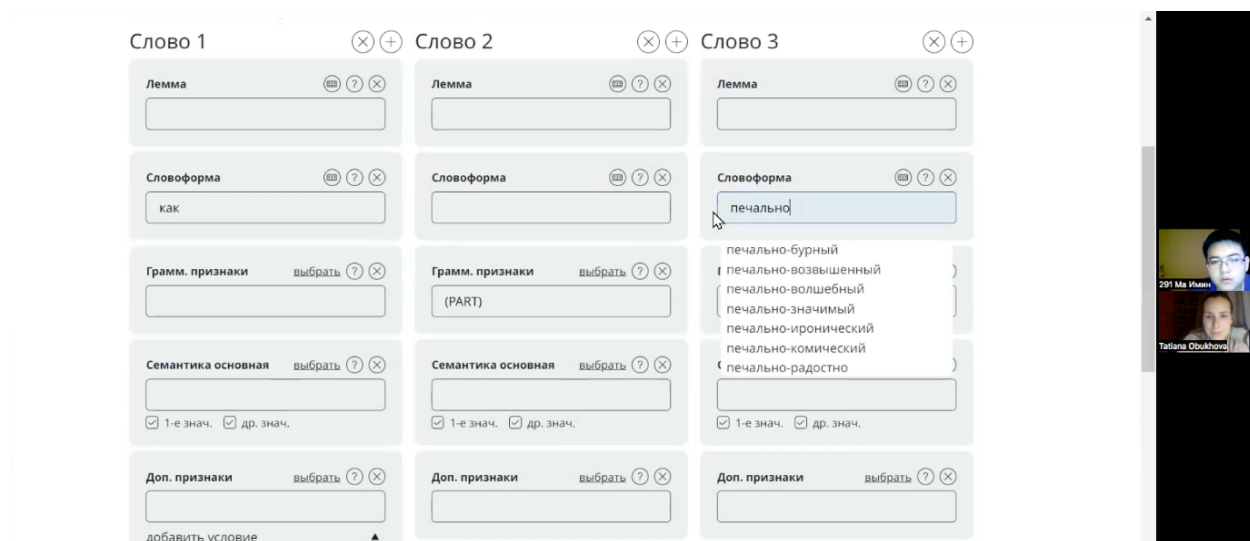 Слово 1
Слово 2
Слово 3
Лемма
Лемма
Лемма
Словоформа
Словоформа
Словоформа
как
печально
печально-бурный
печально-возвышенный
печально-волшебный
печально-значимый
печально-иронический
печально-комический
печально-радостно
Грамм. признаки выбрать
Грамм. признаки выбрать
(PART)
Семантика основная выбрать
Семантика основная выбрать
1-е знач. др. знач.
1-е знач. др. знач.
1-е знач. др. знач.
Доп. признаки выбрать
Доп. признаки выбрать
Доп. признаки выбрать
добавить условие
291 Ма Имин
Tatiana Obukhova